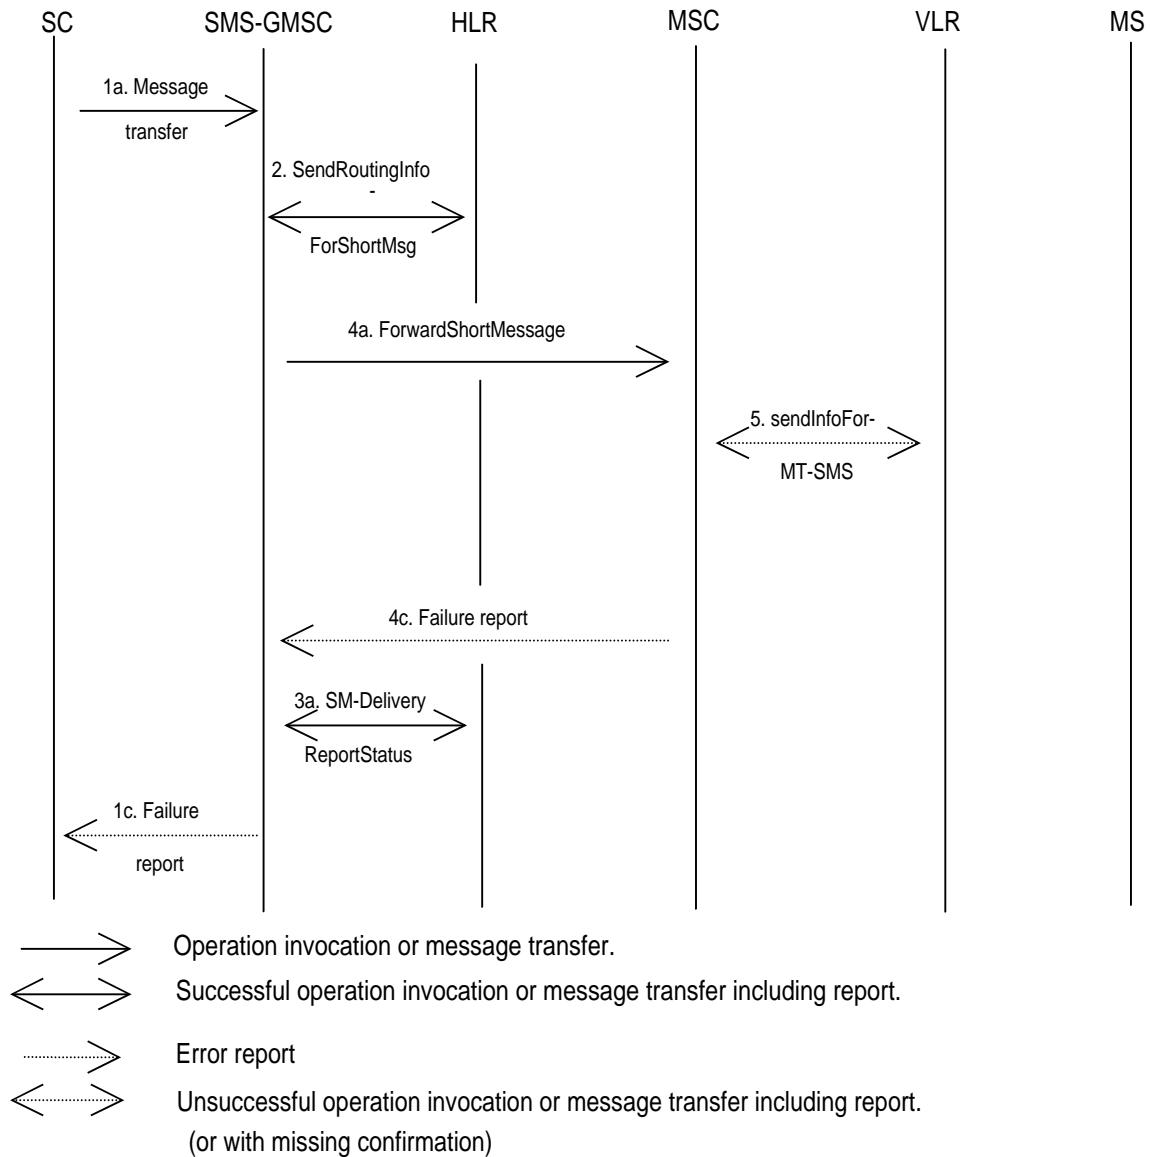 SC SMS-GMSC HLR MSC VLR MS
1a. Message
transfer
2. SendRoutingInfo
-
ForShortMsg
4a. ForwardShortMessage
5. sendInfoFor-
MT-SMS
4c. Failure report
3a. SM-Delivery
ReportStatus
1c. Failure
report
Operation invocation or message transfer.
Successful operation invocation or message transfer including report.
Error report
Unsuccessful operation invocation or message transfer including report.
(or with missing confirmation)